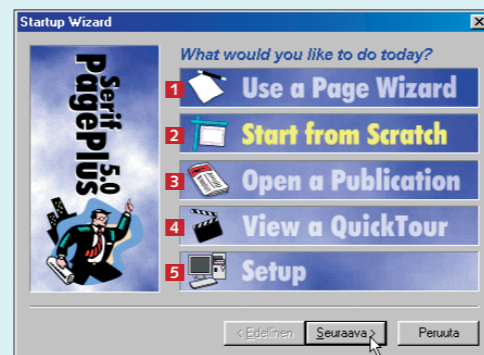 Startup Wizard
Serif
PagePlus
5.0
What would you like to do today?
1 Use a Page Wizard
2 Start from Scratch
3 Open a Publication
4 View a QuickTour
5 Setup
< Edellinen Seuraava > Peruuta